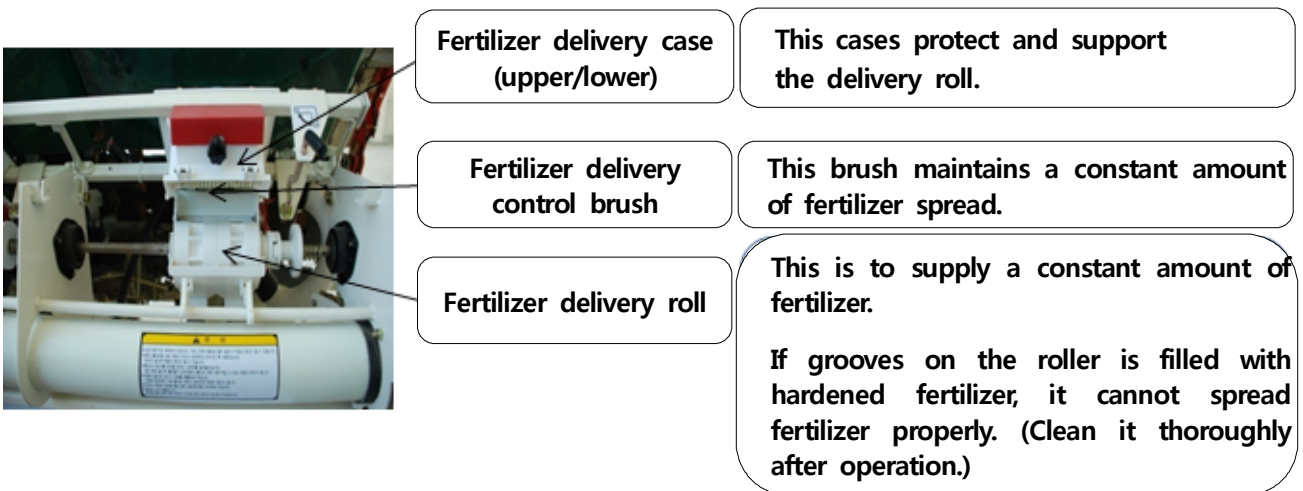 Fertilizer delivery case
(upper/lower)
This cases protect and support
the delivery roll.
Fertilizer delivery
control brush
This brush maintains a constant amount
of fertilizer spread.
Fertilizer delivery roll
This is to supply a constant amount of
fertilizer.
If grooves on the roller is filled with
hardened fertilizer, it cannot spread
fertilizer properly. (Clean it thoroughly
after operation.)